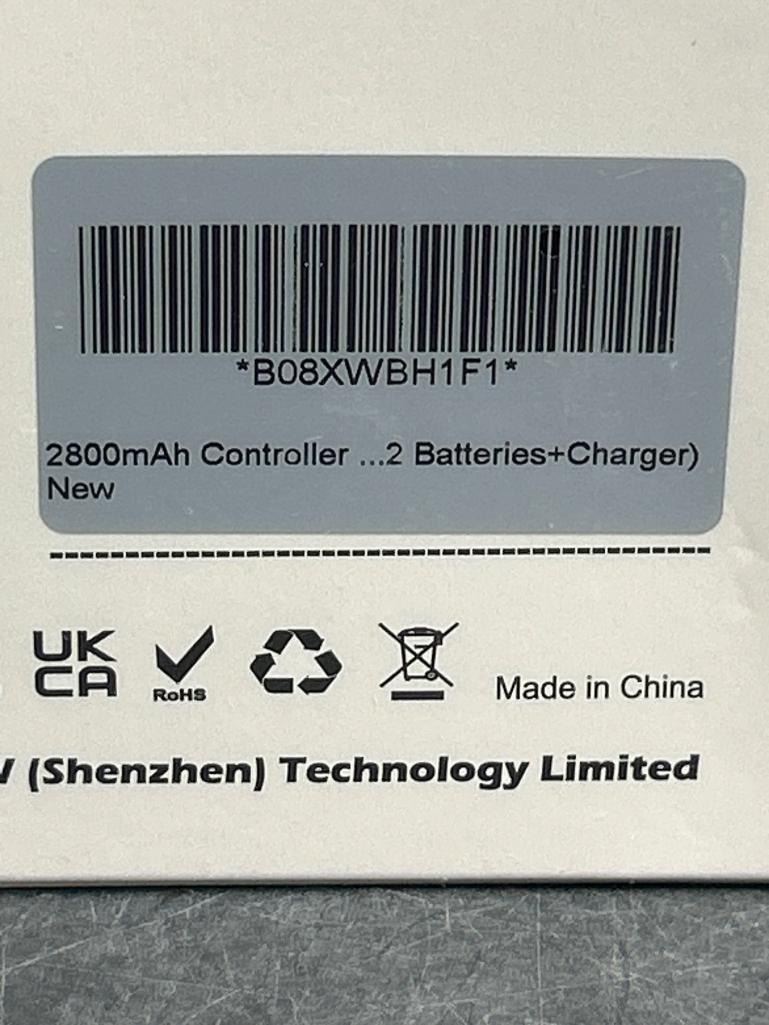 *B08XWBH1F1*
2800mAh Controller ...2 Batteries+Charger)
New
UK
CA
RoHS
Made in China
(Shenzhen) Technology Limited